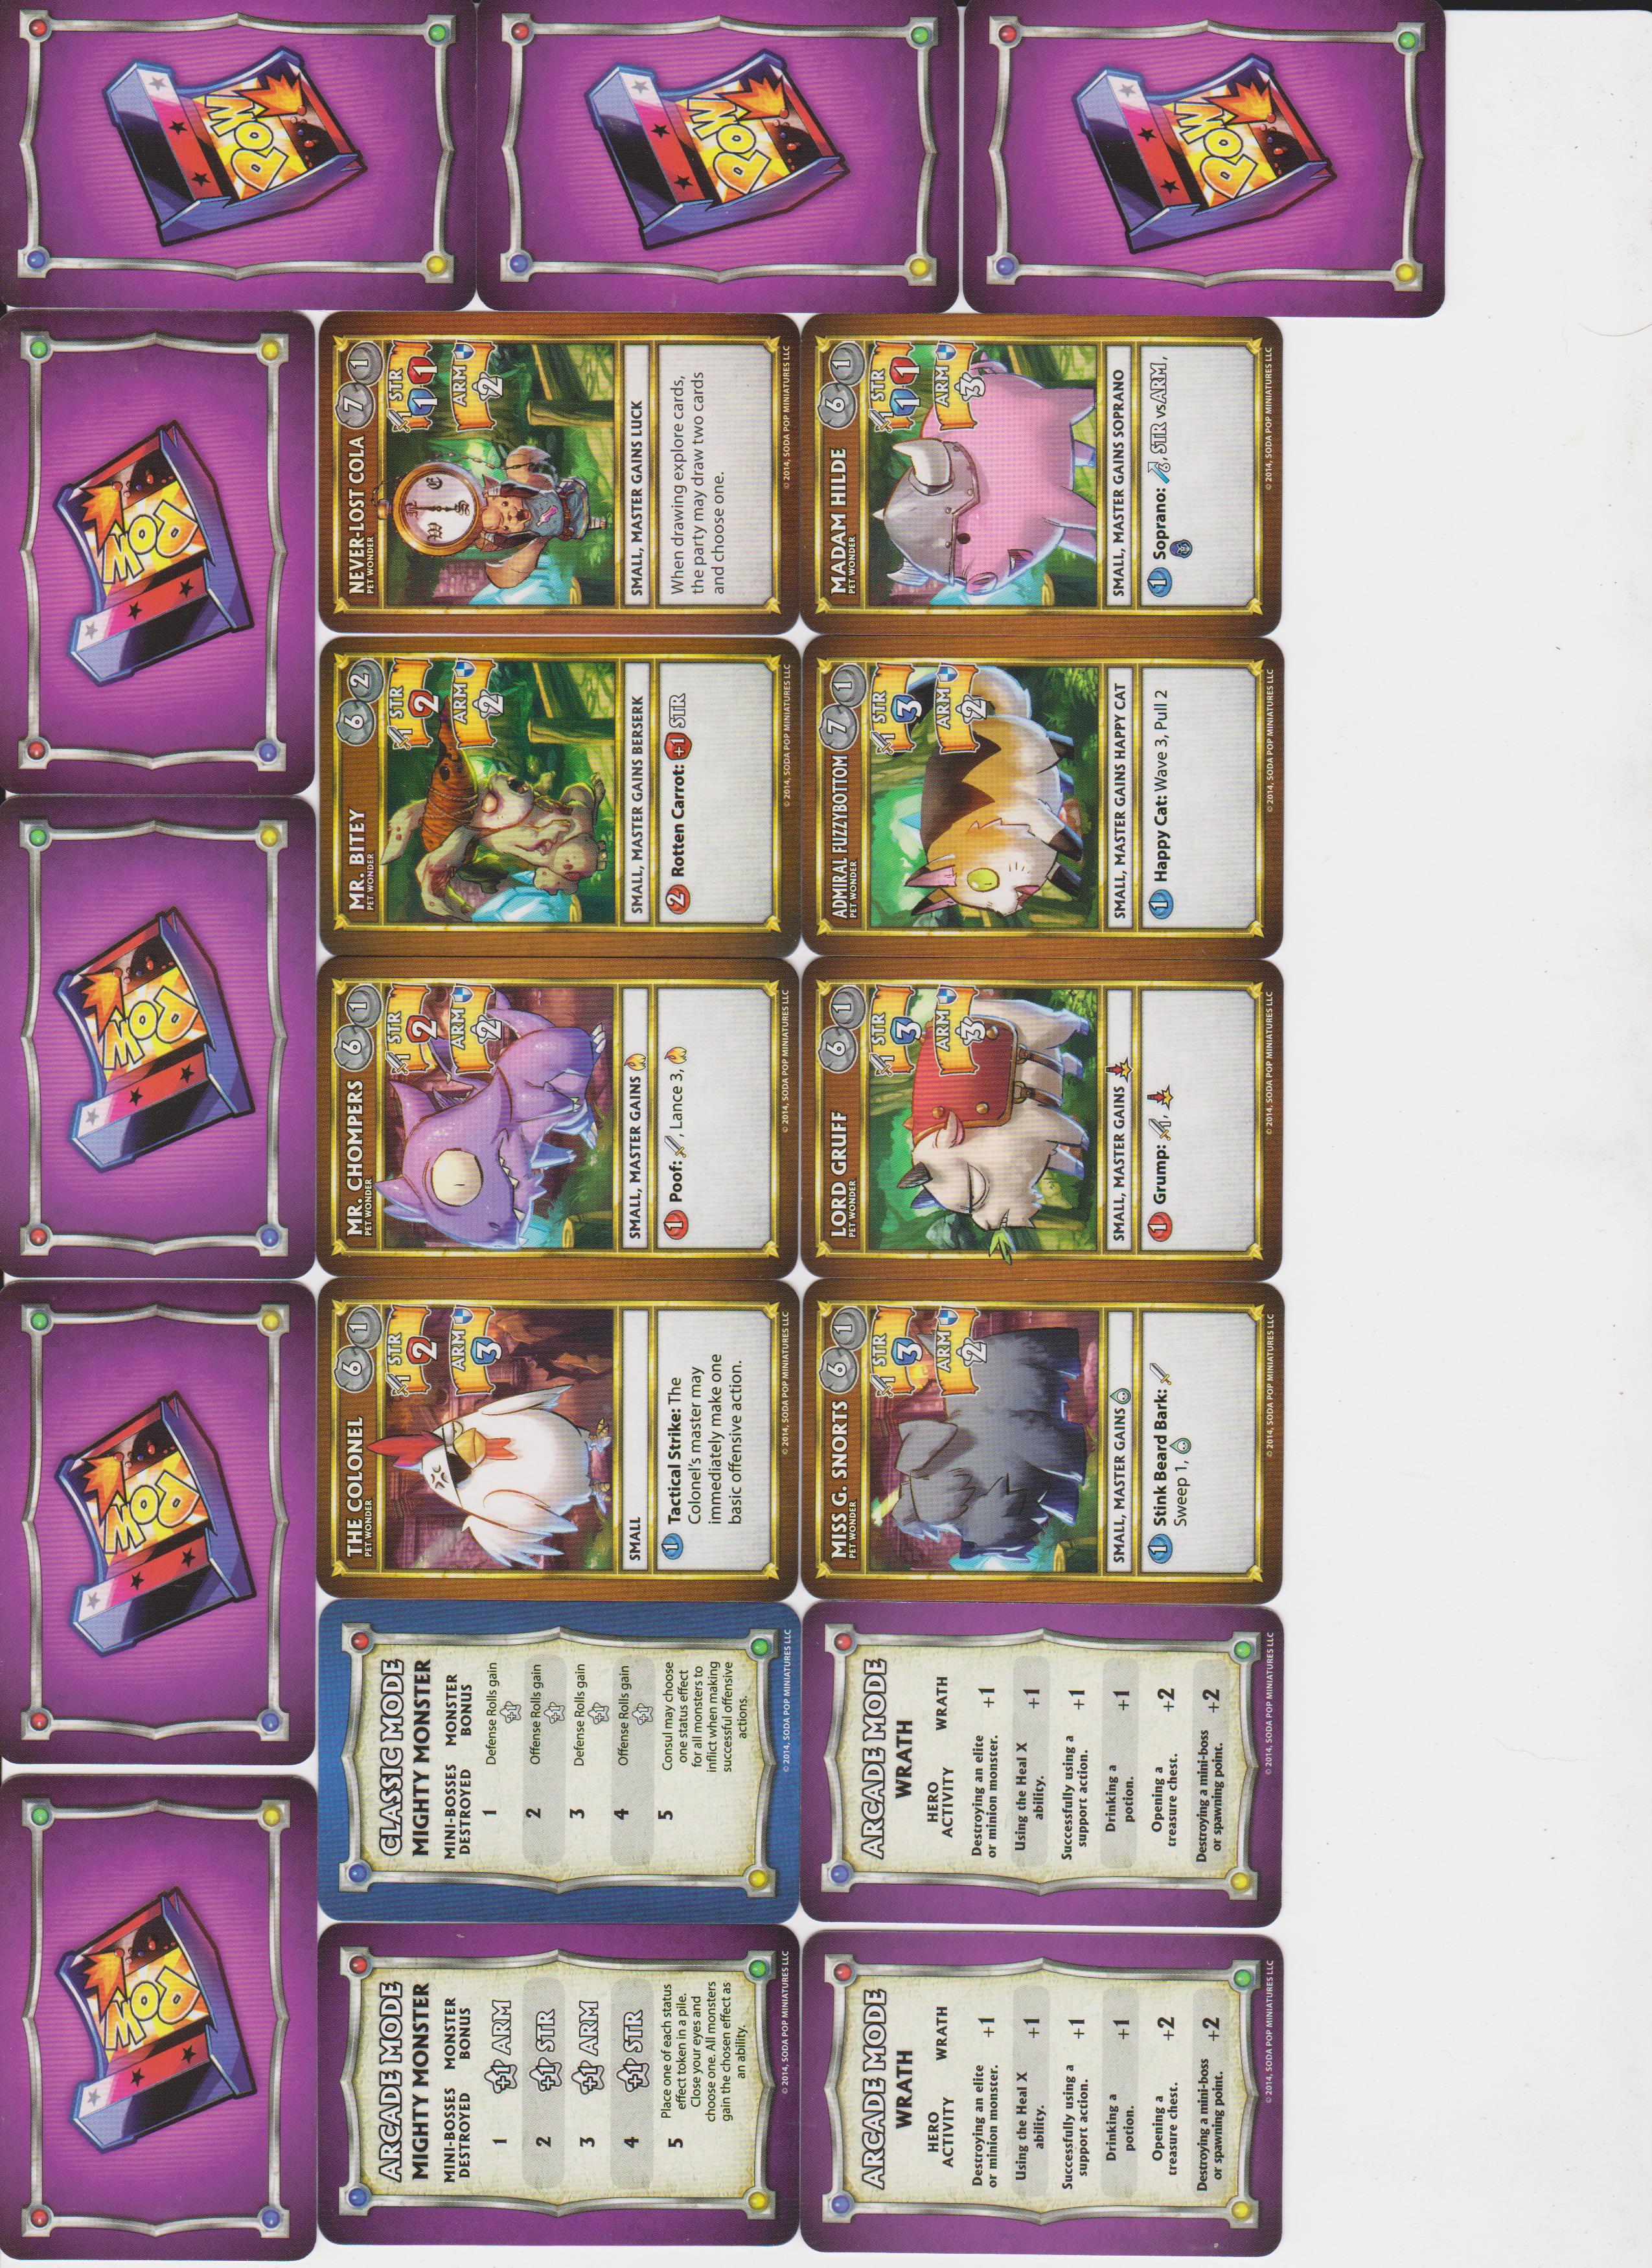 POW
POW
POW
POW
POW
POW
POW
ARCADE MODE
MIGHTY MONSTER
MINI-BOSSES MONSTER
DESTROYED BONUS
1 +1 ARM
2 +1 STR
3 +1 ARM
4 +1 STR
5 Place one of each status
effect token in a pile.
Close your eyes and
choose one. All monsters
gain the chosen effect as
an ability.
© 2014, SODA POP MINIATURES LLC
CLASSIC MODE
MIGHTY MONSTER
MINI-BOSSES MONSTER
DESTROYED BONUS
1 Defense Rolls gain
+1
2 Offense Rolls gain
+1
3 Defense Rolls gain
+1
4 Offense Rolls gain
+1
5 Consul may choose
one status effect
for all monsters to
inflict when making
successful offensive
actions.
© 2014, SODA POP MINIATURES LLC
THE COLONEL 6 1
PET WONDER
1 STR
2
ARM
3
SMALL
1 Tactical Strike: The
Colonel's master may
immediately make one
basic offensive action.
© 2014, SODA POP MINIATURES LLC
MR. CHOMPERS 6 1
PET WONDER
1 STR
2
ARM
2
SMALL, MASTER GAINS
1 Poof: , Lance 3,
© 2014, SODA POP MINIATURES LLC
MR. BITEY 6 2
PET WONDER
1 STR
2
ARM
2
SMALL, MASTER GAINS BERSERK
2 Rotten Carrot: +1 STR
© 2014, SODA POP MINIATURES LLC
NEVER-LOST COLA 7 1
PET WONDER
1 STR
1 1
ARM
2
W E S
SMALL, MASTER GAINS LUCK
When drawing explore cards,
the party may draw two cards
and choose one.
© 2014, SODA POP MINIATURES LLC
ARCADE MODE
WRATH
HERO
ACTIVITY WRATH
Destroying an elite
or minion monster. +1
Using the Heal X
ability. +1
Successfully using a
support action. +1
Drinking a
potion. +1
Opening a
treasure chest. +2
Destroying a mini-boss
or spawning point. +2
© 2014, SODA POP MINIATURES LLC
ARCADE MODE
WRATH
HERO
ACTIVITY WRATH
Destroying an elite
or minion monster. +1
Using the Heal X
ability. +1
Successfully using a
support action. +1
Drinking a
potion. +1
Opening a
treasure chest. +2
Destroying a mini-boss
or spawning point. +2
© 2014, SODA POP MINIATURES LLC
MISS G. SNORTS 6 1
PET WONDER
1 STR
3
ARM
2
SMALL, MASTER GAINS
1 Stink Beard Bark:
Sweep 1,
© 2014, SODA POP MINIATURES LLC
LORD GRUFF 6 1
PET WONDER
1 STR
3
ARM
3
SMALL, MASTER GAINS
1 Grump: 1,
© 2014, SODA POP MINIATURES LLC
ADMIRAL FUZZYBOTTOM 7 1
PET WONDER
1 STR
3
ARM
2
SMALL, MASTER GAINS HAPPY CAT
1 Happy Cat: Wave 3, Pull 2
© 2014, SODA POP MINIATURES LLC
MADAM HILDE 6 1
PET WONDER
1 STR
1 1
ARM
3
SMALL, MASTER GAINS SOPRANO
1 Soprano: 6, STR vs ARM,
© 2014, SODA POP MINIATURES LLC